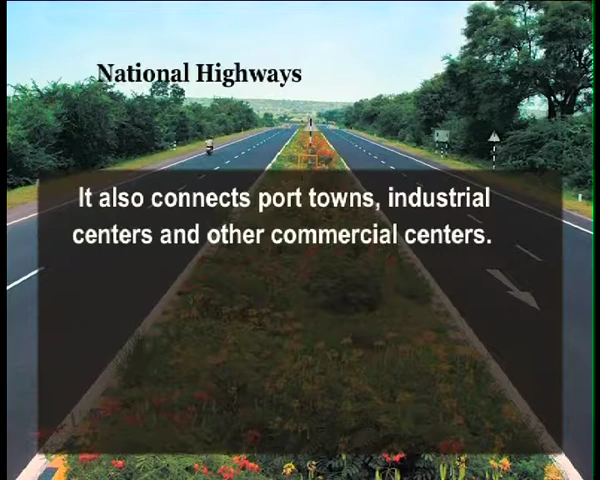 National Highways
It also connects port towns, industrial
centers and other commercial centers.